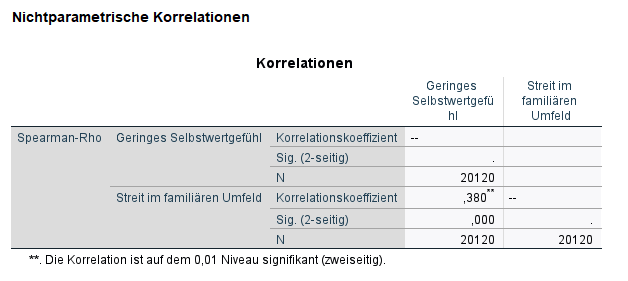 Nichtparametrische Korrelationen
Korrelationen
Geringes Selbstwertgefü hl
Streit im familiären Umfeld
Spearman-Rho Geringes Selbstwertgefühl Korrelationskoeffizient --
Sig. (2-seitig) .
N 20120
Streit im familiären Umfeld Korrelationskoeffizient ,380** --
Sig. (2-seitig) ,000 .
N 20120 20120
**. Die Korrelation ist auf dem 0,01 Niveau signifikant (zweiseitig).